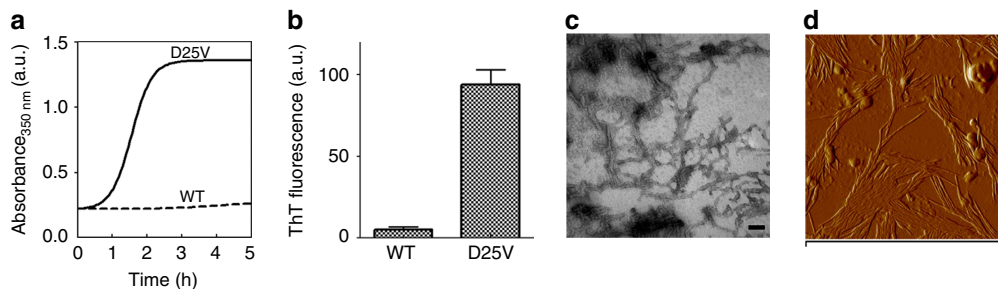 a
Absorbance350 nm (a.u.)
1.5
1.0
0.5
0.0
D25V
WT
0 1 2 3 4 5
Time (h)
b
ThT fluorescence (a.u.)
100
50
0
WT D25V
c
d